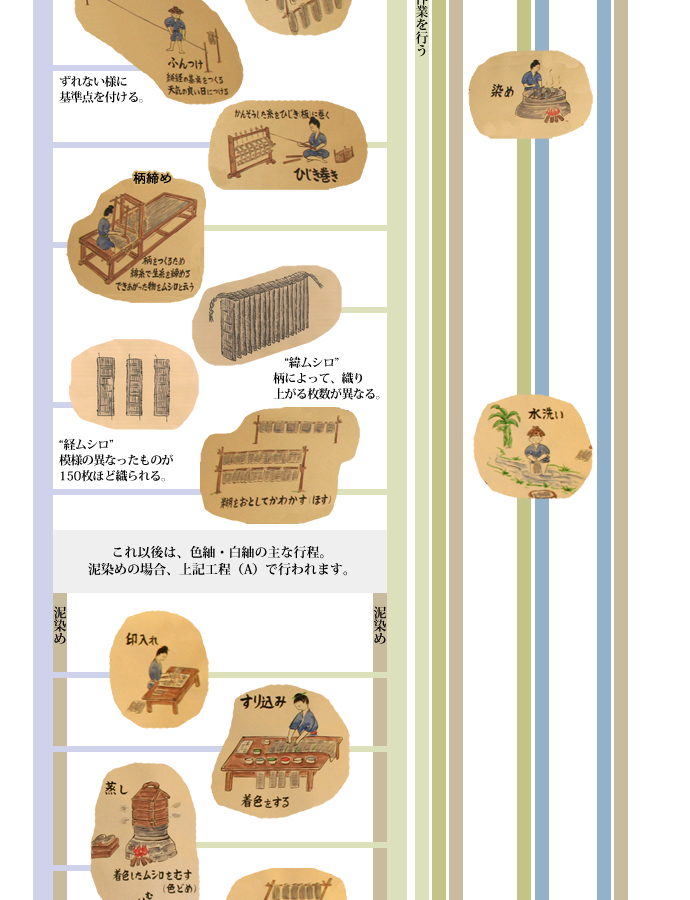 件業を行う
ふんつけ
絣経の基点をつくる
天気の良い日につける
ずれない様に
基準点を付ける。
染め
かんそうした糸をひじき(板)に巻く
ひじき巻き
柄締め
柄をつくるため
綿糸で生糸を締める
できあがった物をムシロと云う
“緯ムシロ”
柄によって、織り
上がる枚数が異なる。
“経ムシロ”
模様の異なったものが
150枚ほど織られる。
水洗い
糊をおとしてかわかす(ほす)
これ以後は、色紬・白紬の主な行程。
泥染めの場合、上記工程（A）で行われます。
泥染め
泥染め
印入れ
すり込み
着色をする
蒸し
着色したムシロをむす
(色どめ)
む